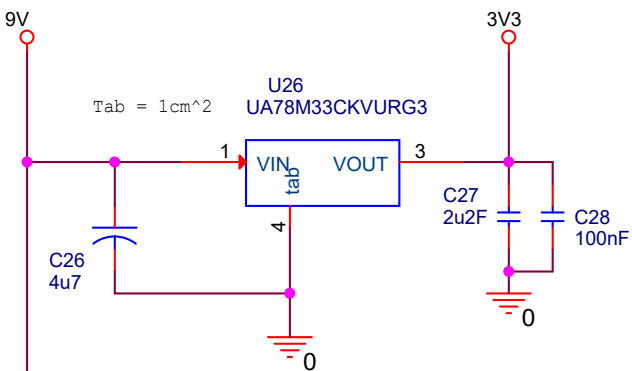 9V
3V3
U26
Tab = 1cm^2
UA78M33CKVURG3
1
VIN
VOUT
3
tab
4
C27
2u2F
C28
100nF
C26
4u7
0
0